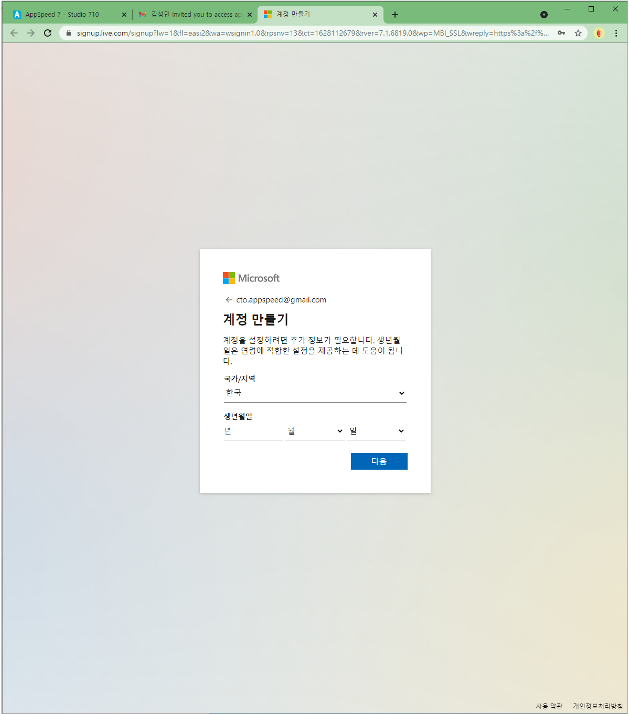 AppSpeed 7 - Studio 710
김성민 invited you to access ap
계정 만들기
signup.live.com/signup?lw=1&fl=easi2&wa=wsignin1.0&rpsnv=13&ct=1628112679&rver=7.1.6819.0&wp=MBI_SSL&wreply=https%3a%2f%...
Microsoft
cto.appspeed@gmail.com
계정 만들기
계정을 설정하려면 추가 정보가 필요합니다. 생년월
일은 연령에 적합한 설정을 제공하는 데 도움이 됩니
다.
국가/지역
한국
생년월일
년 월 일
다음
사용 약관 개인정보처리방침